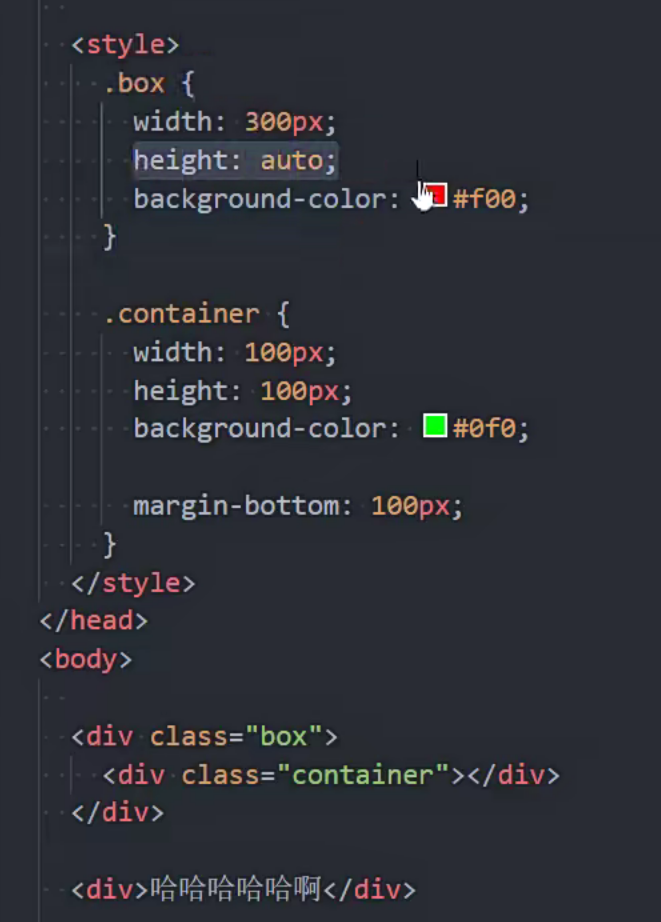 <style>
.box {
width: 300px;
height: auto;
background-color: #f00;
}
.container {
width: 100px;
height: 100px;
background-color: #0f0;
margin-bottom: 100px;
}
</style>
</head>
<body>
<div class="box">
<div class="container"></div>
</div>
<div>哈哈哈哈哈啊</div>